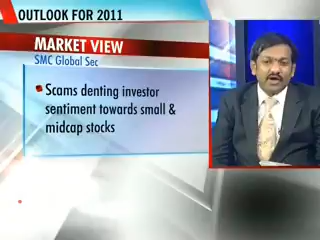 OUTLOOK FOR 2011
MARKET VIEW
SMC Global Sec
Scams denting investor
sentiment towards small &
midcap stocks